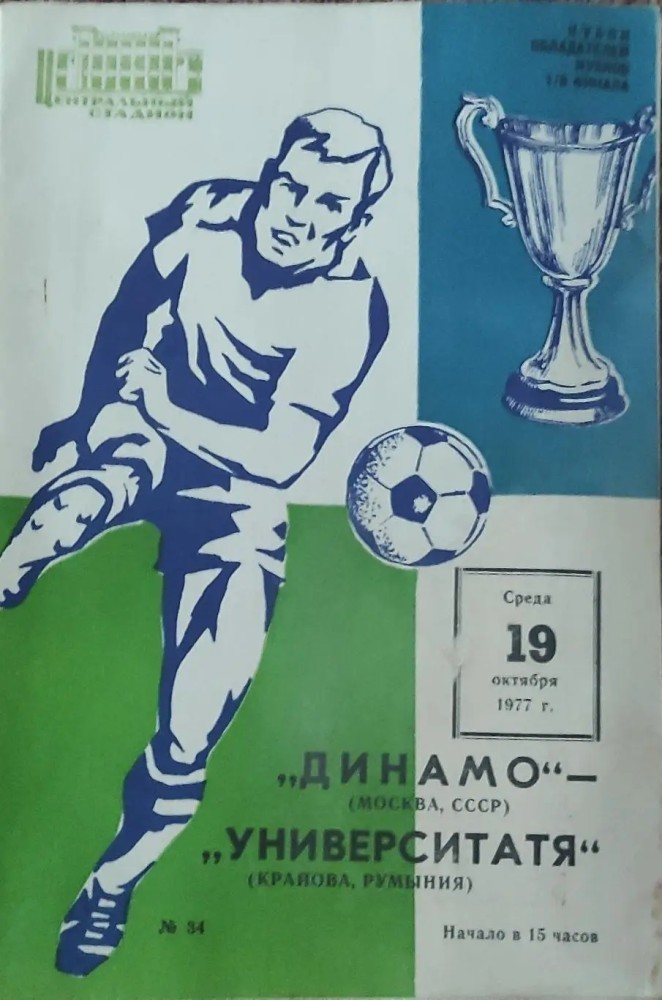 ЦЕНТРАЛЬНЫЙ
СТАДИОН
КУБОК
ОБЛАДАТЕЛЕЙ
КУБКОВ
1/8 ФИНАЛА
Среда
19
октября
1977 г.
„ДИНАМО“ —
(МОСКВА, СССР)
„УНИВЕРСИТАТЯ“
(КРАЙОВА, РУМЫНИЯ)
№ 34
Начало в 15 часов